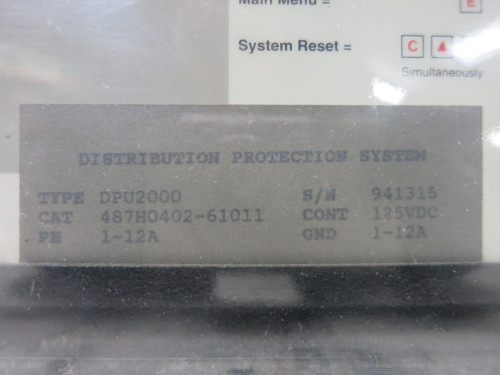 Main Menu = E
System Reset = C ▲
Simultaneously
DISTRIBUTION PROTECTION SYSTEM
TYPE DPU2000 S/N 941315
CAT 487H0402-61011 CONT 125VDC
PH 1-12A GND 1-12A